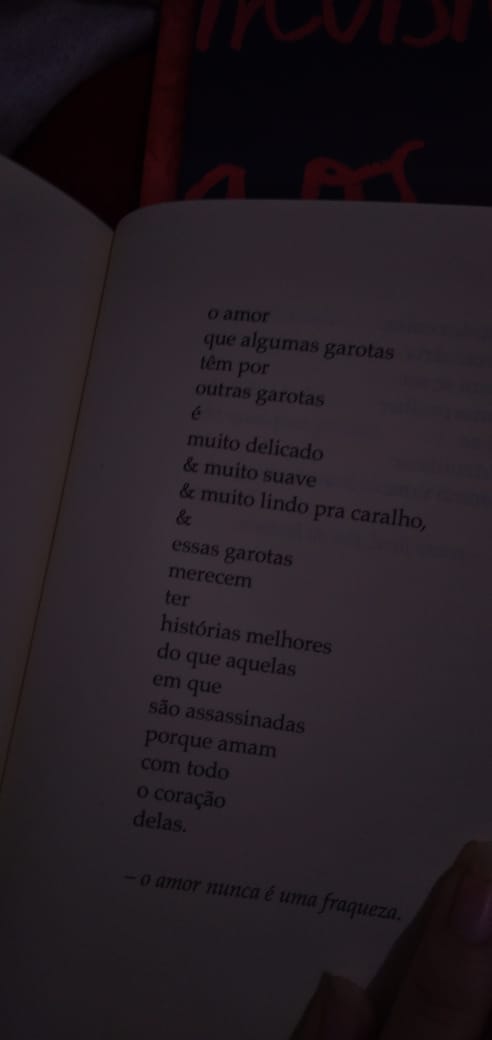 o amor
que algumas garotas
têm por
outras garotas
é
muito delicado
& muito suave
& muito lindo pra caralho,
&
essas garotas
merecem
ter
histórias melhores
do que aquelas
em que
são assassinadas
porque amam
com todo
o coração
delas.
– o amor nunca é uma fraqueza.